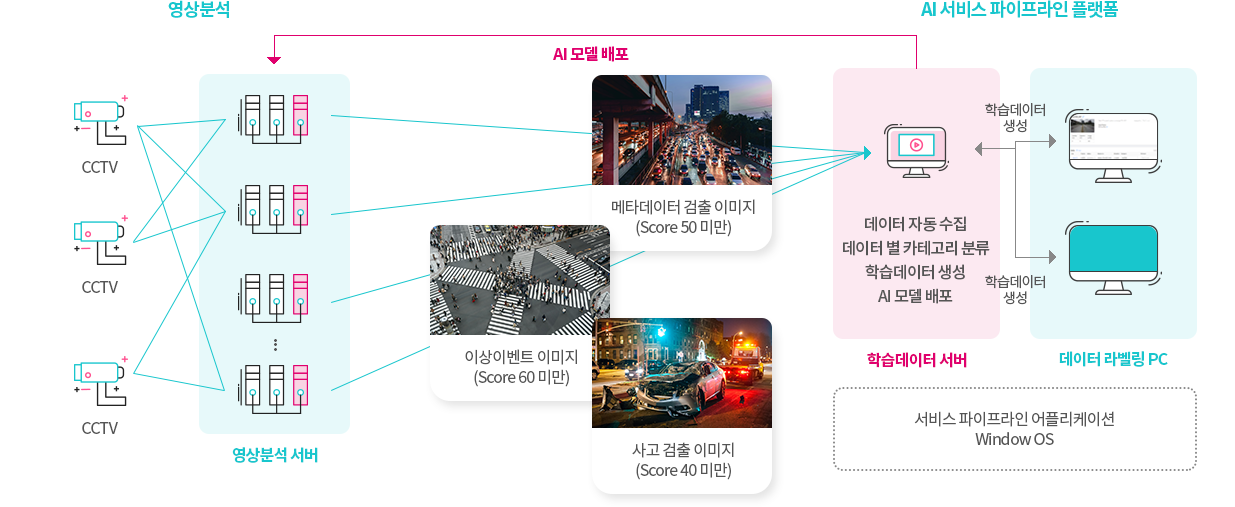 영상분석
AI 서비스 파이프라인 플랫폼
AI 모델 배포
CCTV
CCTV
CCTV
영상분석 서버
메타데이터 검출 이미지
(Score 50 미만)
이상이벤트 이미지
(Score 60 미만)
사고 검출 이미지
(Score 40 미만)
데이터 자동 수집
데이터 별 카테고리 분류
학습데이터 생성
AI 모델 배포
학습데이터 서버
학습데이터
생성
학습데이터
생성
데이터 라벨링 PC
서비스 파이프라인 어플리케이션
Window OS